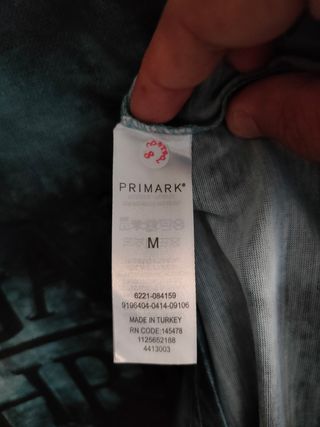 PRIMARK®
M
6221-084159
9196404-0414-09106
MADE IN TURKEY
RN CODE:145478
1125652188
4413003